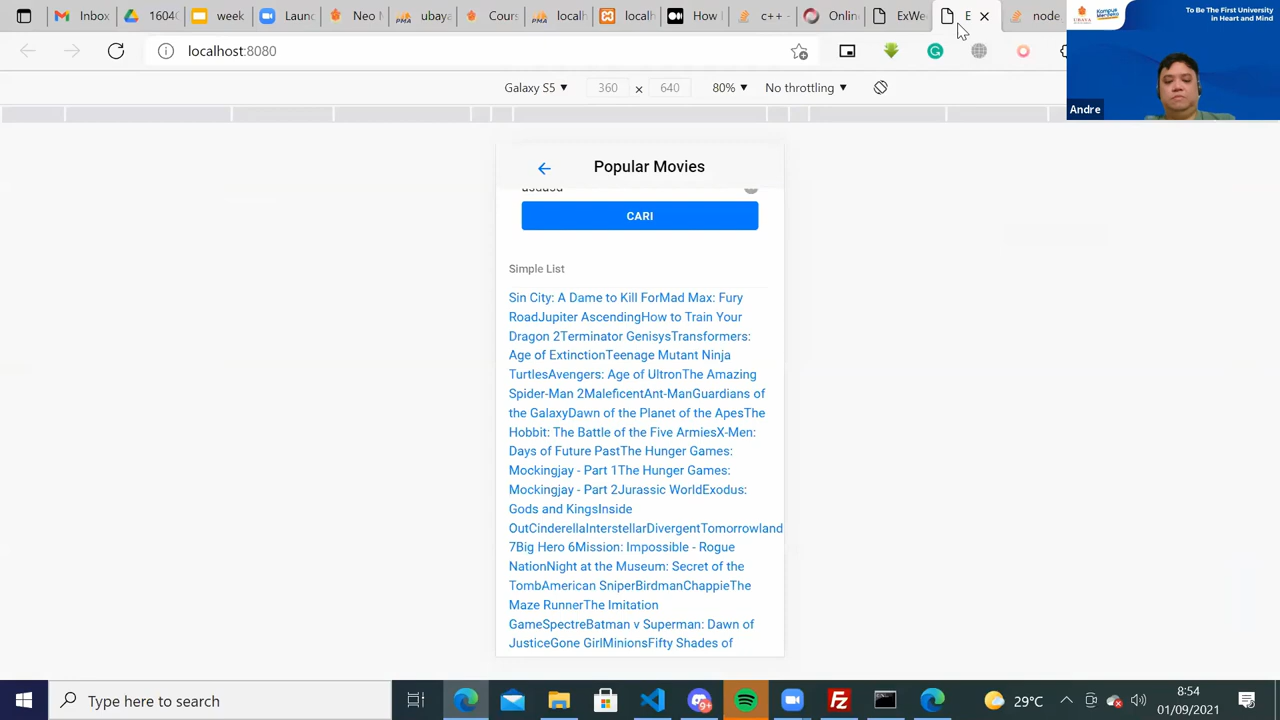 Inbox
1604C
Launc
Neo
ubaya
Cours
localh
localh
How I
c++ -
Onlin
ExWe
E
node
To Be The First University
in Heart and Mind
UBAYA
localhost:8080
Galaxy S5
360
×
640
80%
No throttling
Andre
Popular Movies
CARI
Simple List
Sin City: A Dame to Kill ForMad Max: Fury
RoadJupiter AscendingHow to Train Your
Dragon 2Terminator GenisysTransformers:
Age of ExtinctionTeenage Mutant Ninja
TurtlesAvengers: Age of UltronThe Amazing
Spider-Man 2MaleficentAnt-ManGuardians of
the GalaxyDawn of the Planet of the ApesThe
Hobbit: The Battle of the Five ArmiesX-Men:
Days of Future PastThe Hunger Games:
Mockingjay - Part 1The Hunger Games:
Mockingjay - Part 2Jurassic WorldExodus:
Gods and KingsInside
OutCinderellaInterstellarDivergentTomorrowland
7Big Hero 6Mission: Impossible - Rogue
NationNight at the Museum: Secret of the
TombAmerican SniperBirdmanChappieThe
Maze RunnerThe Imitation
GameSpectreBatman v Superman: Dawn of
JusticeGone GirlMinionsFifty Shades of
Type here to search
9+
29°C
8:54
01/09/2021